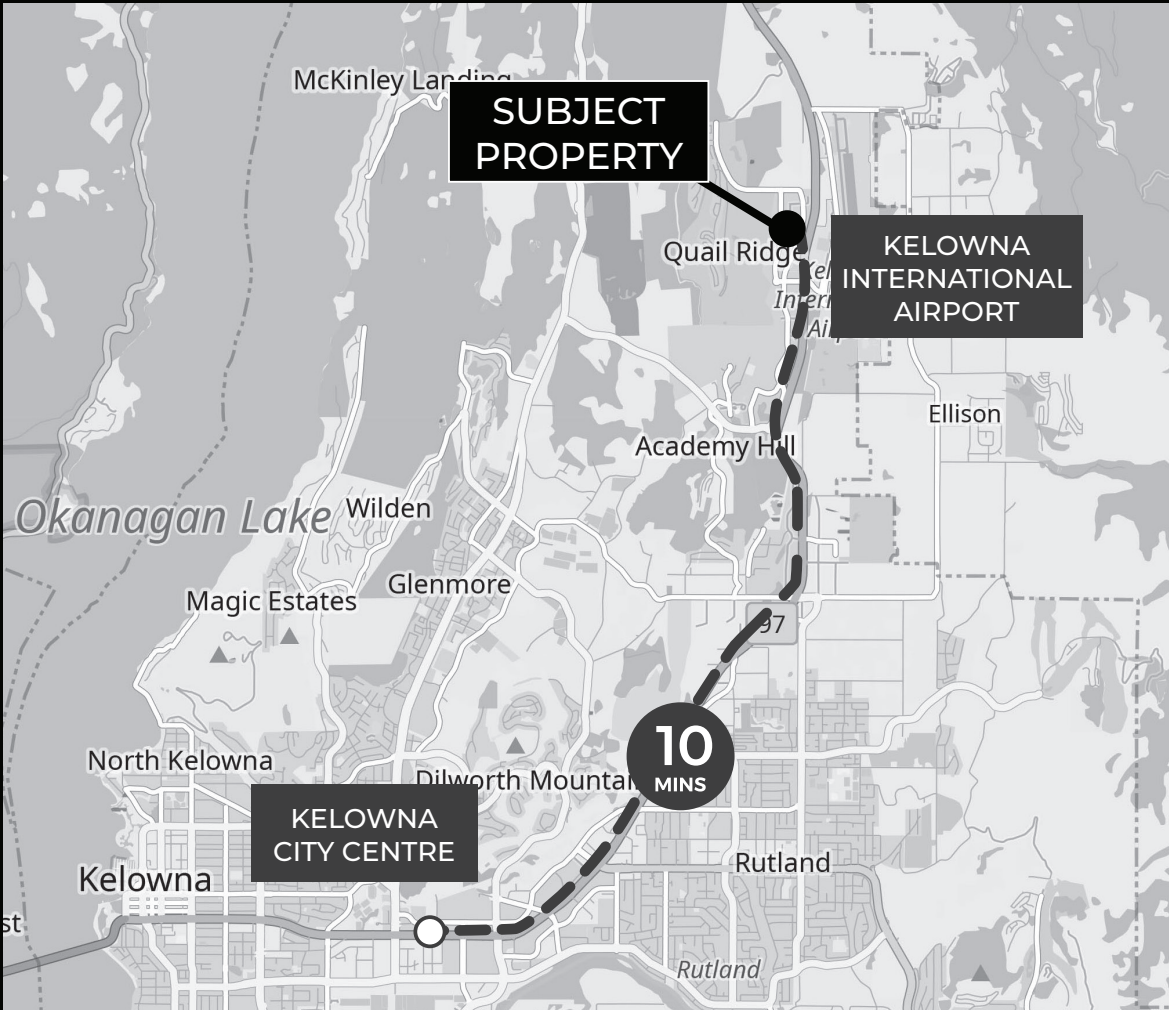 McKinley Landing
SUBJECT
PROPERTY
Quail Ridge
KELOWNA
INTERNATIONAL
AIRPORT
Ellison
Academy Hill
Okanagan Lake
Wilden
Glenmore
Magic Estates
97
10
MINS
North Kelowna
Dilworth Mountain
KELOWNA
CITY CENTRE
Rutland
Kelowna
st
Rutland